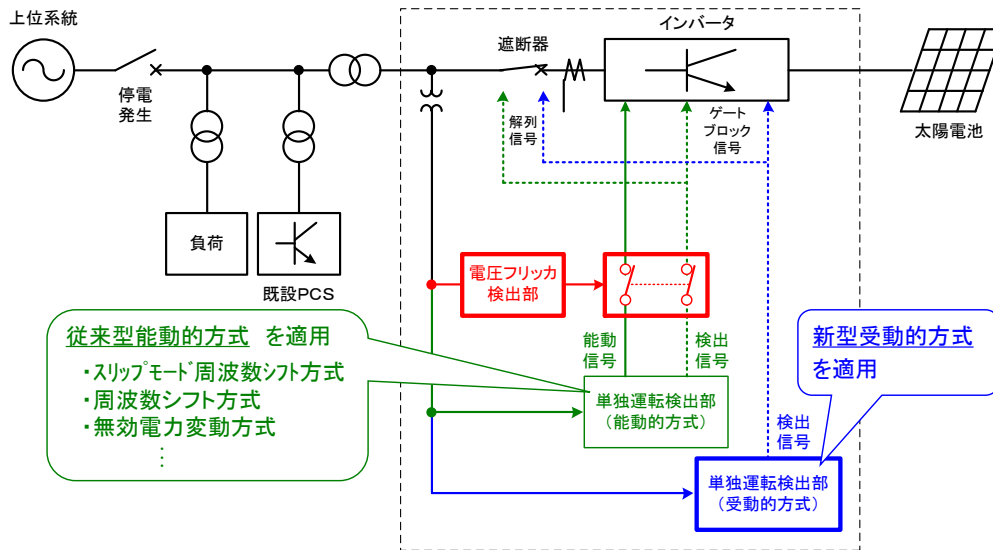 上位系統
停電
発生
負荷
既設PCS
遮断器
インバータ
太陽電池
解列
信号
ゲート
ブロック
信号
電圧フリッカ
検出部
能動
信号
検出
信号
単独運転検出部
(能動的方式)
検出
信号
単独運転検出部
(受動的方式)
従来型能動的方式 を適用
・スリップモード周波数シフト方式
・周波数シフト方式
・無効電力変動方式
⋮
新型受動的方式
を適用